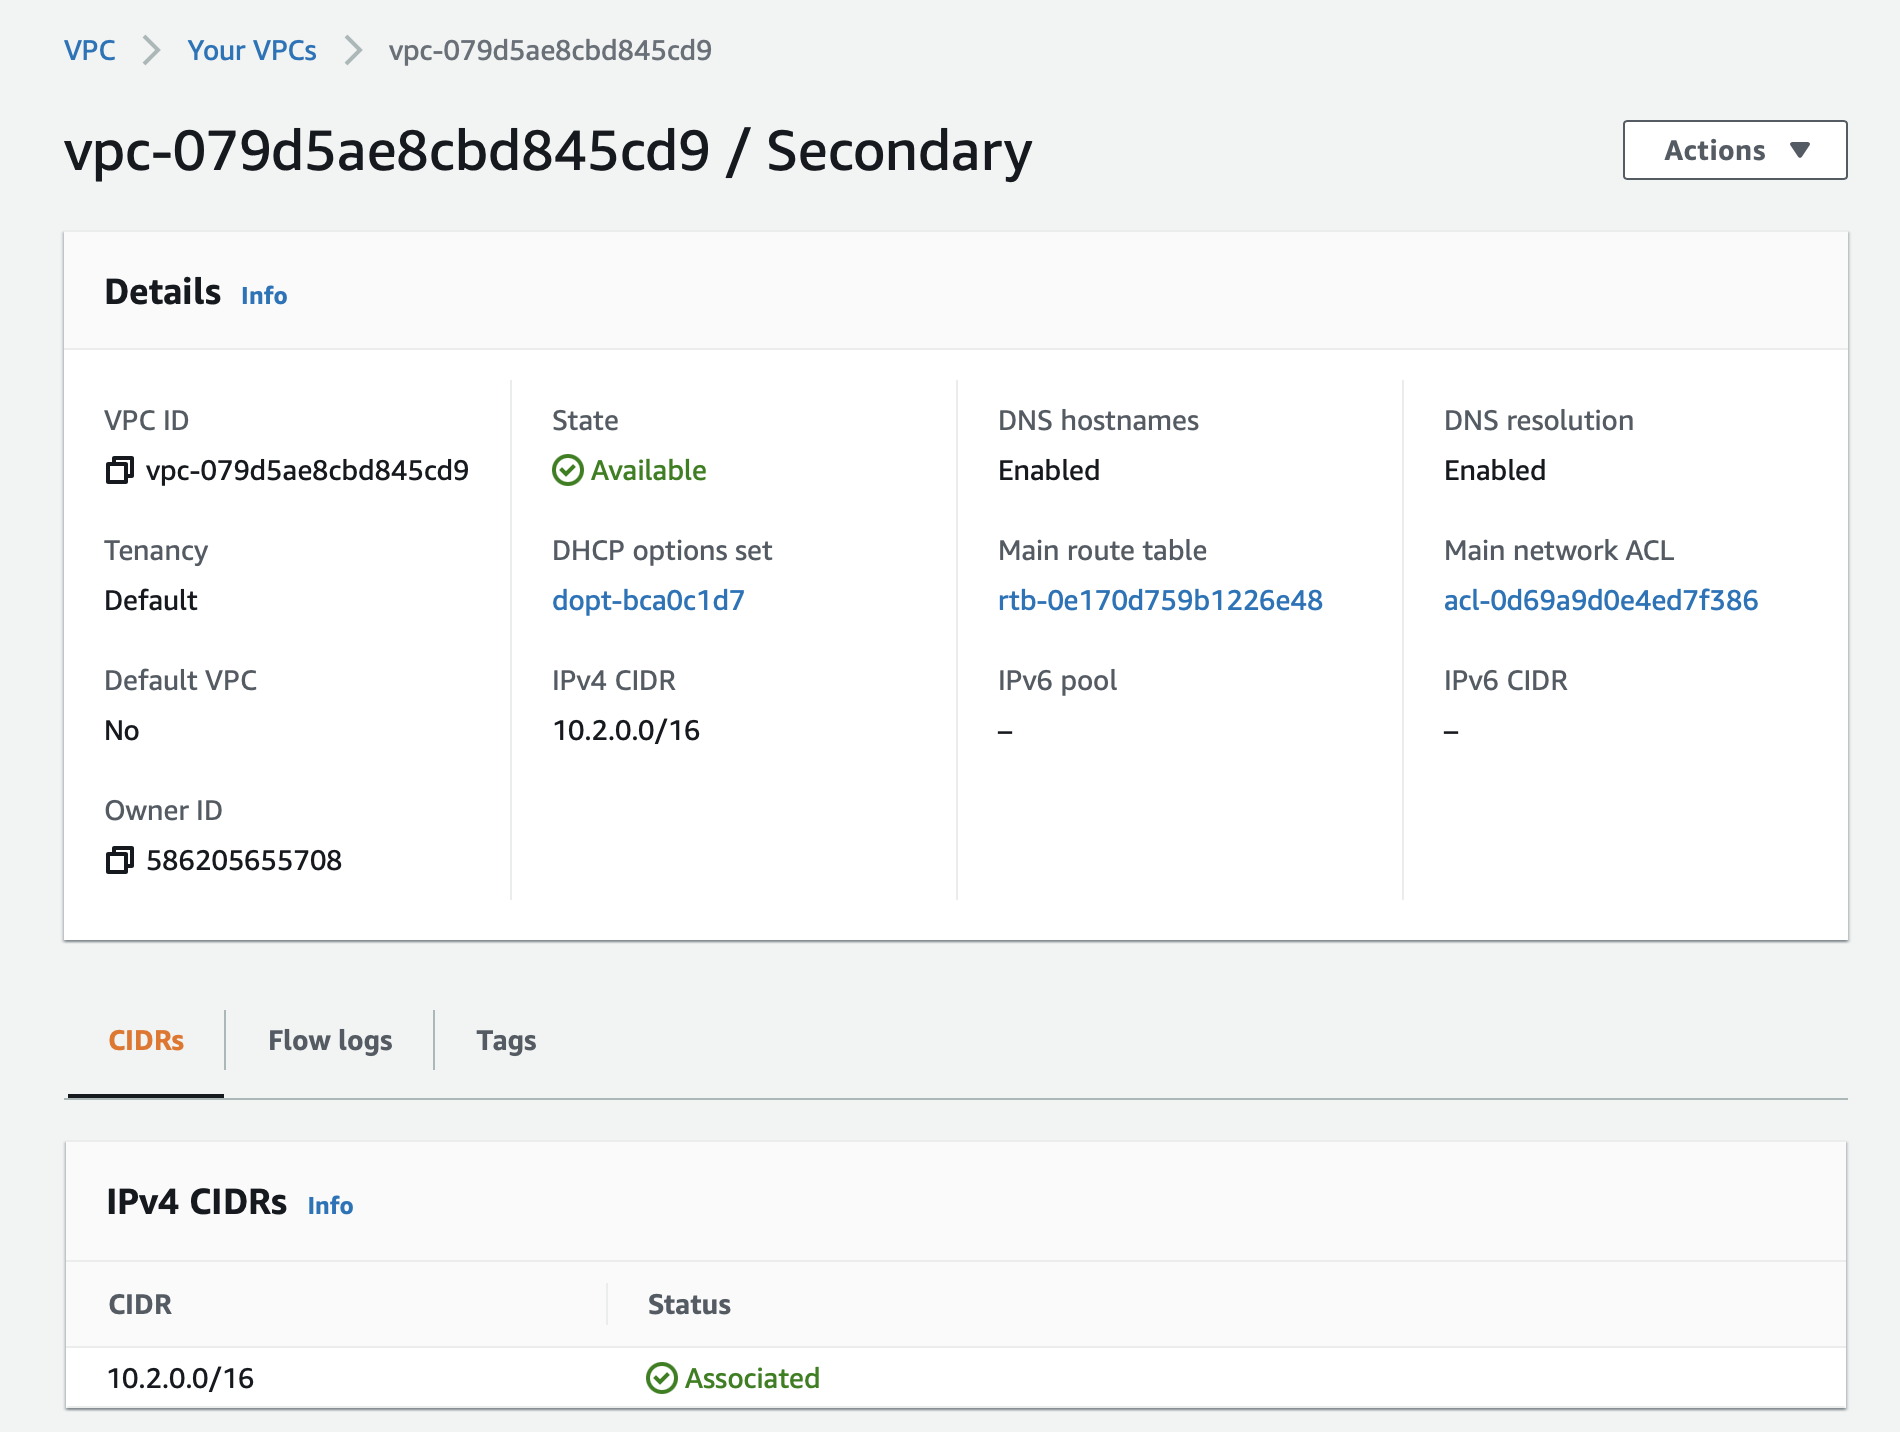 VPC > Your VPCs > vpc-079d5ae8cbd845cd9
vpc-079d5ae8cbd845cd9 / Secondary
Actions
Details Info
VPC ID State DNS hostnames DNS resolution
vpc-079d5ae8cbd845cd9 Available Enabled Enabled
Tenancy DHCP options set Main route table Main network ACL
Default dopt-bca0c1d7 rtb-0e170d759b1226e48 acl-0d69a9d0e4ed7f386
Default VPC IPv4 CIDR IPv6 pool IPv6 CIDR
No 10.2.0.0/16 – –
Owner ID
586205655708
CIDRs Flow logs Tags
IPv4 CIDRs Info
CIDR Status
10.2.0.0/16 Associated